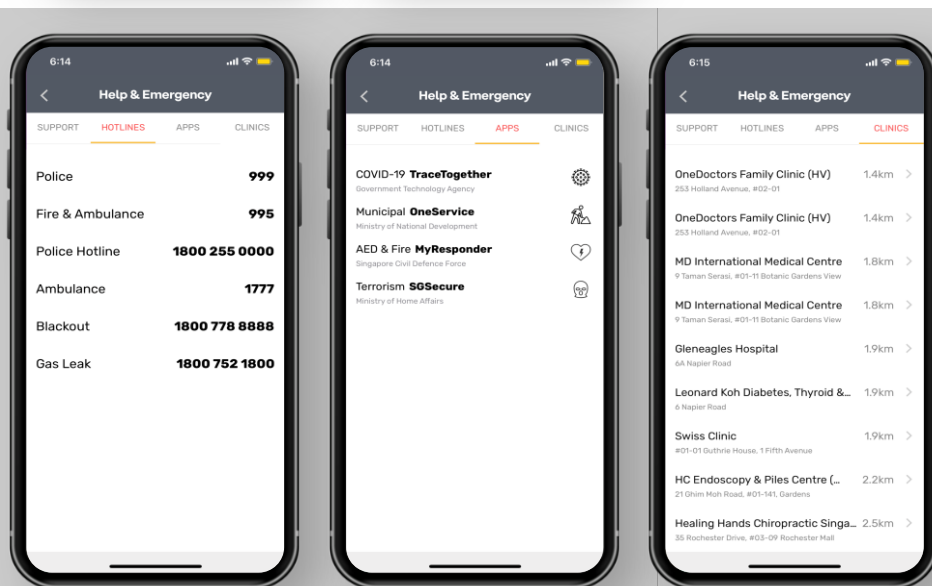 6:14
Help & Emergency
SUPPORT HOTLINES APPS CLINICS
Police 999
Fire & Ambulance 995
Police Hotline 1800 255 0000
Ambulance 1777
Blackout 1800 778 8888
Gas Leak 1800 752 1800
6:14
Help & Emergency
SUPPORT HOTLINES APPS CLINICS
COVID-19 TraceTogether
Government Technology Agency
Municipal OneService
Ministry of National Development
AED & Fire MyResponder
Singapore Civil Defence Force
Terrorism SGSecure
Ministry of Home Affairs
6:15
Help & Emergency
SUPPORT HOTLINES APPS CLINICS
OneDoctors Family Clinic (HV) 1.4km
253 Holland Avenue, #02-01
OneDoctors Family Clinic (HV) 1.4km
253 Holland Avenue, #02-01
MD International Medical Centre 1.8km
9 Taman Serasi, #01-11 Botanic Gardens View
MD International Medical Centre 1.8km
9 Taman Serasi, #01-11 Botanic Gardens View
Gleneagles Hospital 1.9km
6A Napier Road
Leonard Koh Diabetes, Thyroid &... 1.9km
6 Napier Road
Swiss Clinic 1.9km
#01-01 Guthrie House, 1 Fifth Avenue
HC Endoscopy & Piles Centre (... 2.2km
21 Ghim Moh Road, #01-141, Gardens
Healing Hands Chiropractic Singa... 2.5km
35 Rochester Drive, #03-09 Rochester Mall